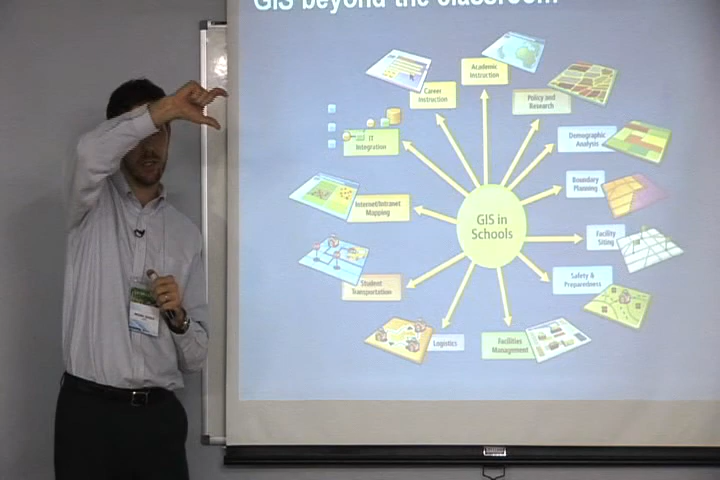 GIS beyond the classroom
Academic
Instruction
Career
Instruction
Policy and
Research
IT
Integration
Demographic
Analysis
Internet/Intranet
Mapping
Boundary
Planning
GIS in
Schools
Facility
Siting
Student
Transportation
Safety &
Preparedness
Logistics
Facilities
Management